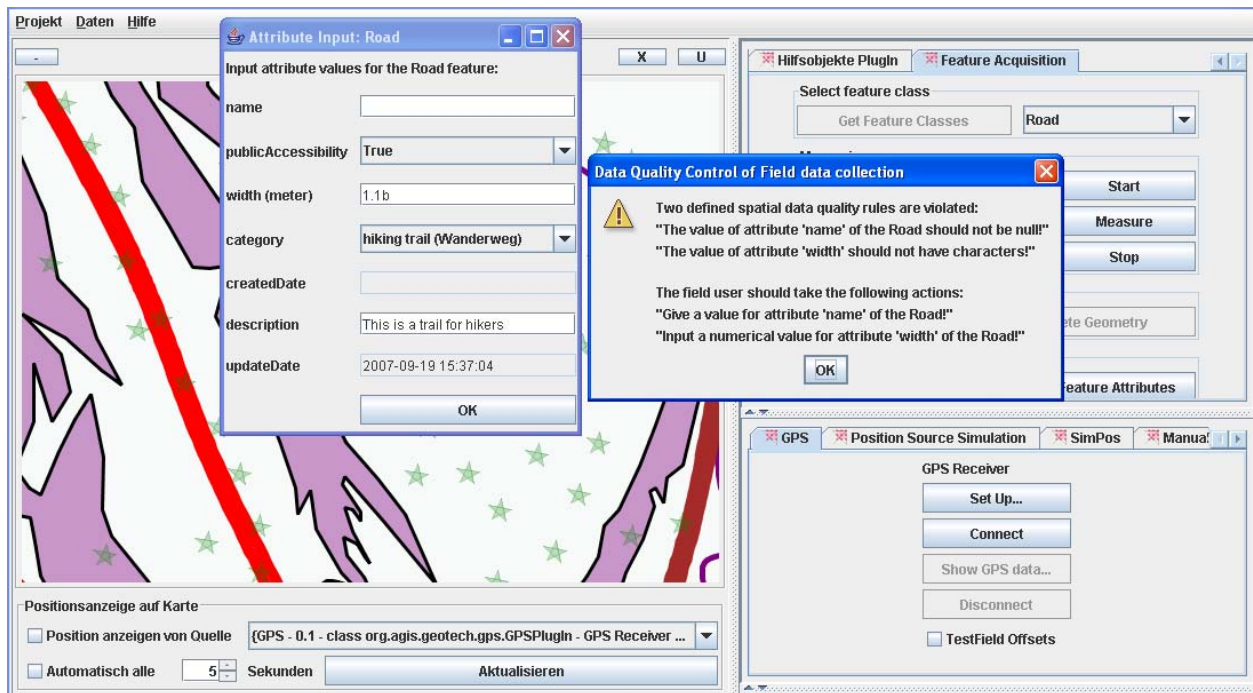 Projekt Daten Hilfe
-
X U
Attribute Input: Road
Input attribute values for the Road feature:
name
publicAccessibility True
width (meter) 1.1b
category hiking trail (Wanderweg)
createdDate
description This is a trail for hikers
updateDate 2007-09-19 15:37:04
OK
Hilfsobjekte PlugIn Feature Acquisition
Select feature class
Get Feature Classes Road
Start
Measure
Stop
Geometry
Feature Attributes
Data Quality Control of Field data collection
Two defined spatial data quality rules are violated:
"The value of attribute 'name' of the Road should not be null!"
"The value of attribute 'width' should not have characters!"
The field user should take the following actions:
"Give a value for attribute 'name' of the Road!"
"Input a numerical value for attribute 'width' of the Road!"
OK
GPS Position Source Simulation SimPos Manua
GPS Receiver
Set Up...
Connect
Show GPS data...
Disconnect
TestField Offsets
Positionsanzeige auf Karte
Position anzeigen von Quelle {GPS - 0.1 - class org.agis.geotech.gps.GPSPlugIn - GPS Receiver ...
Automatisch alle 5 Sekunden Aktualisieren